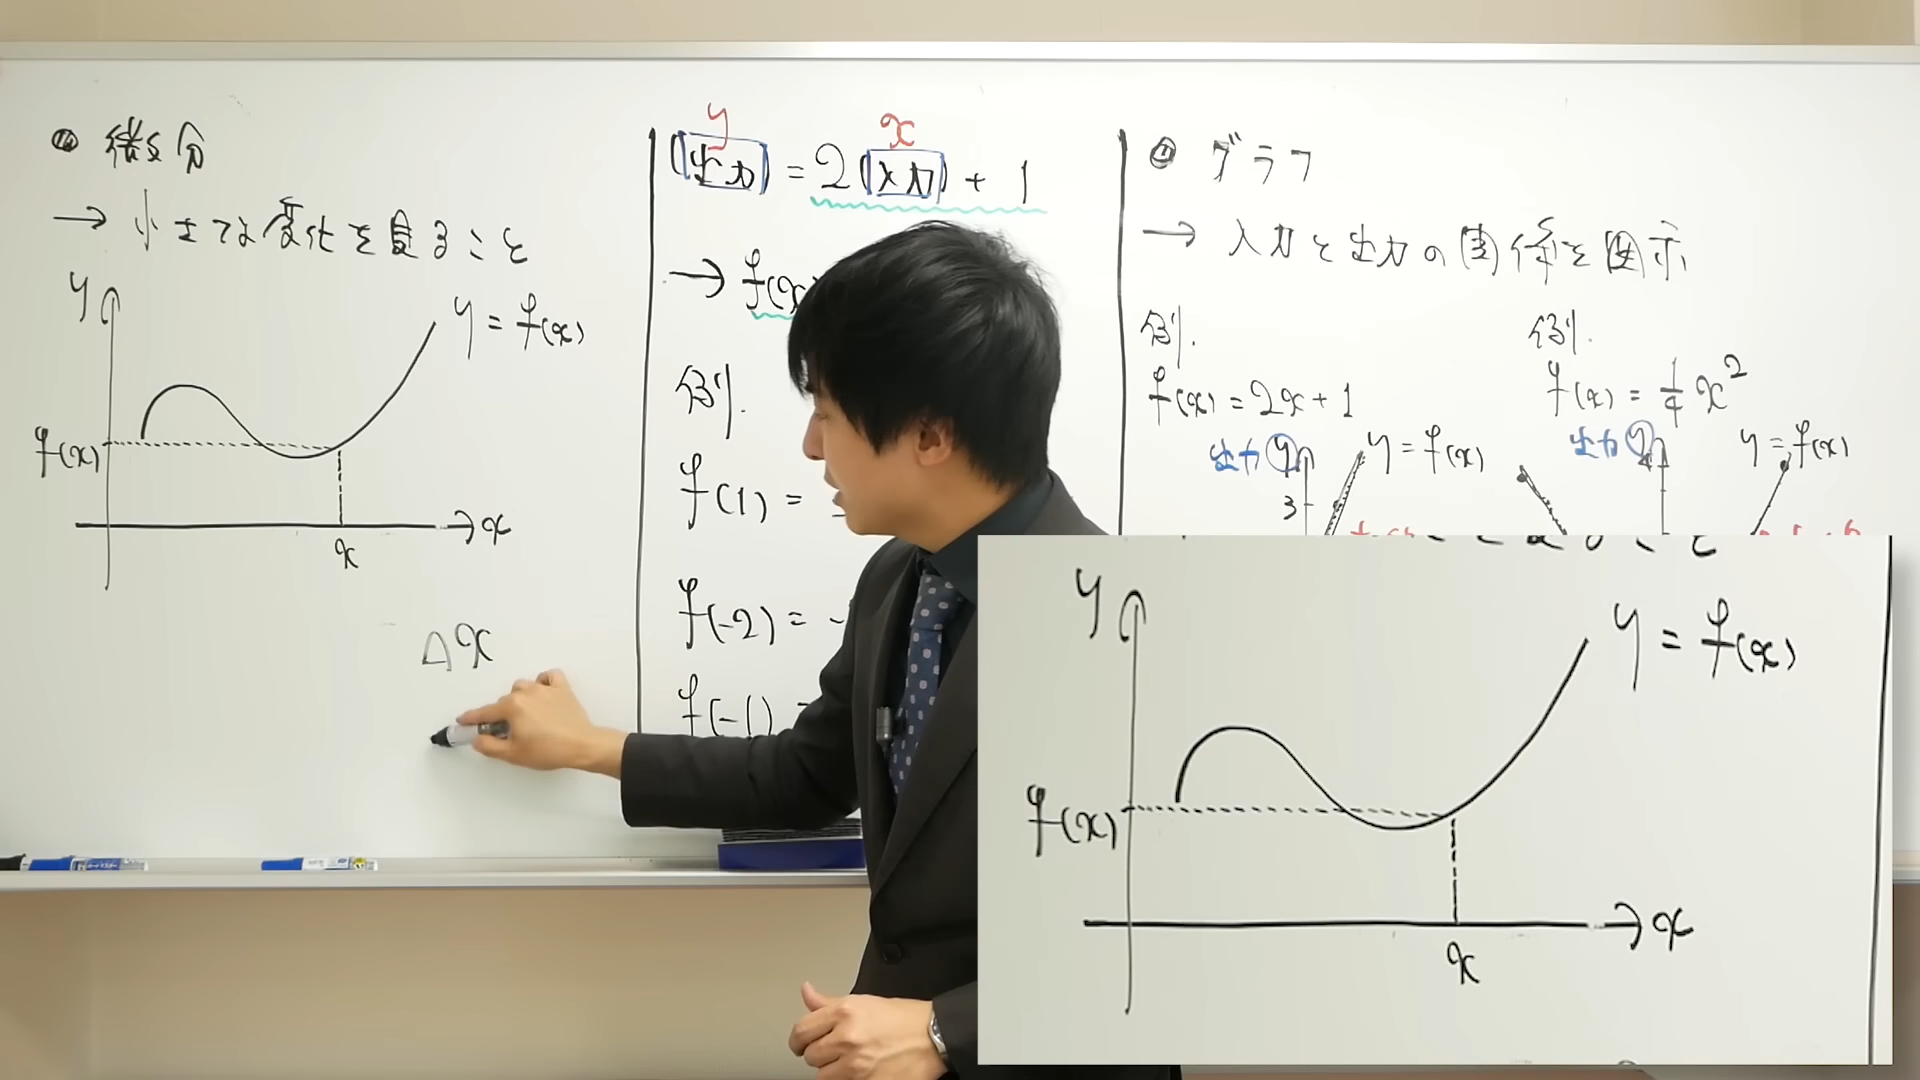 微分
→ 小さな変化を見ること
y
y = f(x)
f(x)
→ x
x
Δx
y x
(出力) = 2(入力) + 1
→ f(x)
例.
f(1) =
f(-2) = -
f(-1) =
グラフ
→ 入力と出力の関係を図示
例.
f(x) = 2x + 1
出力 y
y = f(x)
3
例.
f(x) = 1/4 x²
出力 y
4
y = f(x)
y
y = f(x)
f(x)
→ x
x